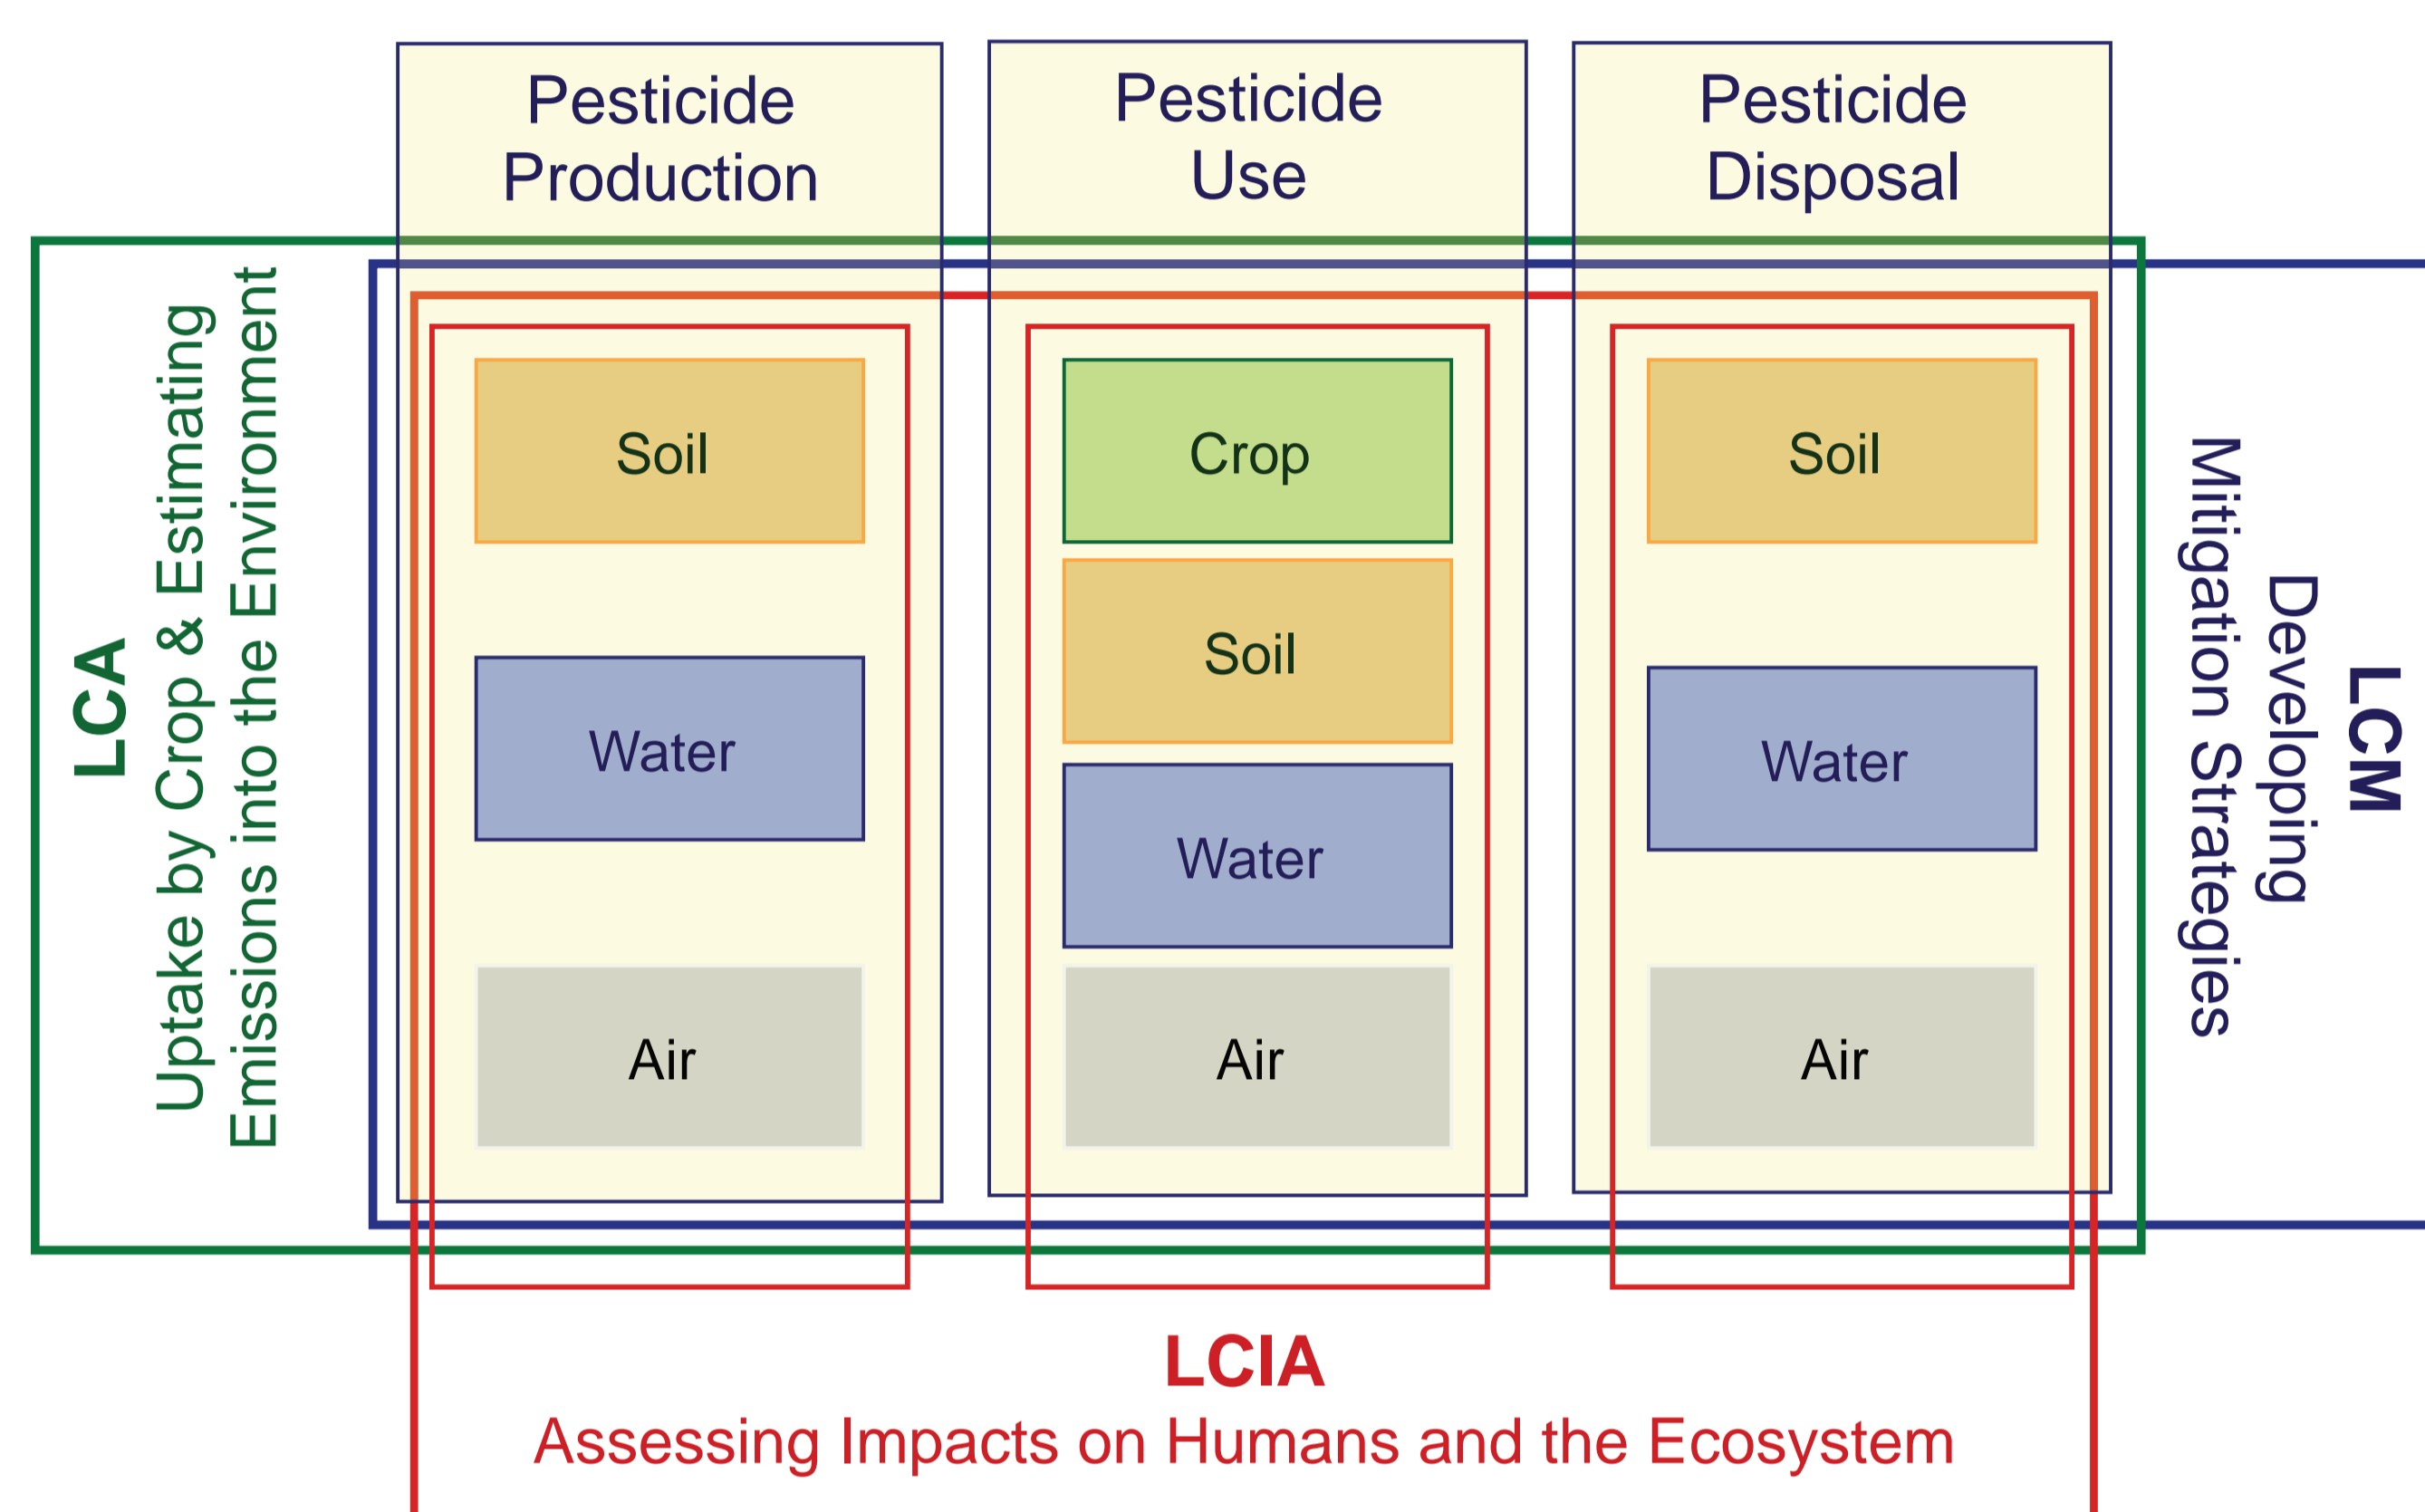 Pesticide
Production
Pesticide
Use
Pesticide
Disposal
LCA
Uptake by Crop & Estimating
Emissions into the Environment
Soil
Water
Air
Crop
Soil
Water
Air
Soil
Water
Air
LCM
Developing
Mitigation Strategies
LCIA
Assessing Impacts on Humans and the Ecosystem